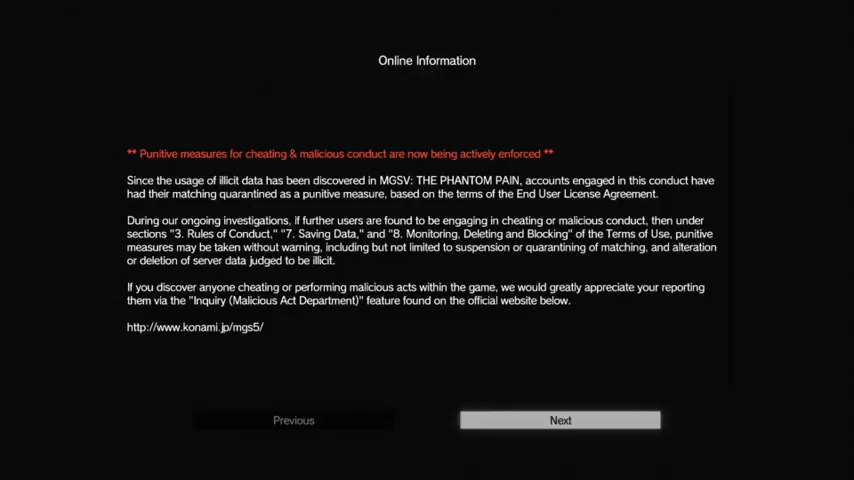 Online Information
** Punitive measures for cheating & malicious conduct are now being actively enforced **
Since the usage of illicit data has been discovered in MGSV: THE PHANTOM PAIN, accounts engaged in this conduct have
had their matching quarantined as a punitive measure, based on the terms of the End User License Agreement.
During our ongoing investigations, if further users are found to be engaging in cheating or malicious conduct, then under
sections "3. Rules of Conduct," "7. Saving Data," and "8. Monitoring, Deleting and Blocking" of the Terms of Use, punitive
measures may be taken without warning, including but not limited to suspension or quarantining of matching, and alteration
or deletion of server data judged to be illicit.
If you discover anyone cheating or performing malicious acts within the game, we would greatly appreciate your reporting
them via the "Inquiry (Malicious Act Department)" feature found on the official website below.
http://www.konami.jp/mgs5/
Previous
Next